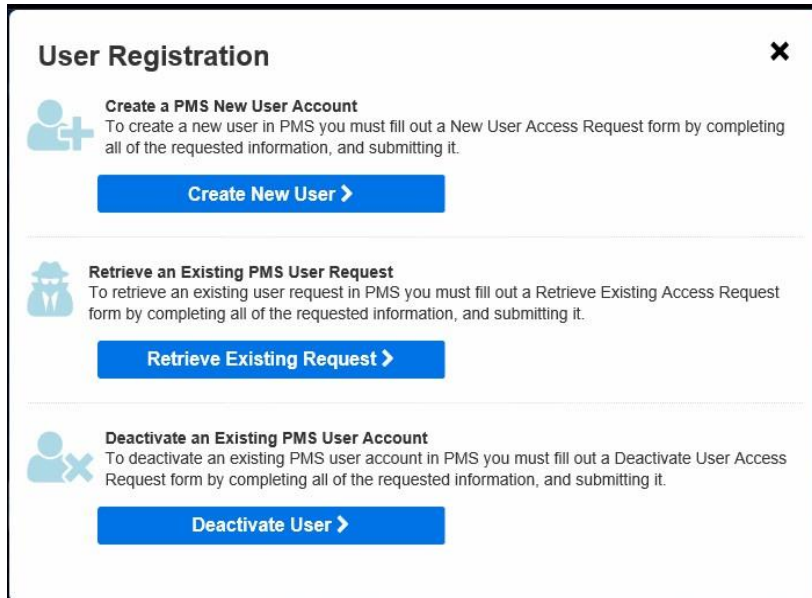 User Registration
Create a PMS New User Account
To create a new user in PMS you must fill out a New User Access Request form by completing
all of the requested information, and submitting it.
Create New User
Retrieve an Existing PMS User Request
To retrieve an existing user request in PMS you must fill out a Retrieve Existing Access Request
form by completing all of the requested information, and submitting it.
Retrieve Existing Request
Deactivate an Existing PMS User Account
To deactivate an existing PMS user account in PMS you must fill out a Deactivate User Access
Request form by completing all of the requested information, and submitting it.
Deactivate User